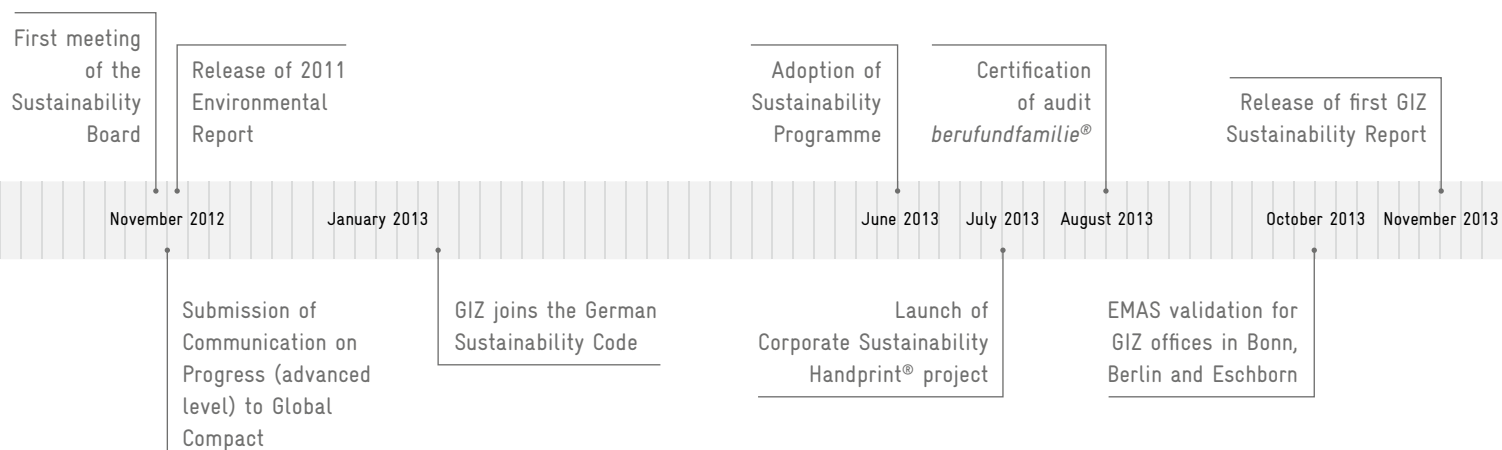 First meeting
of the
Sustainability
Board
Release of 2011
Environmental
Report
Adoption of
Sustainability
Programme
Certification
of audit
berufundfamilie®
Release of first GIZ
Sustainability Report
November 2012
January 2013
June 2013
July 2013
August 2013
October 2013
November 2013
Submission of
Communication on
Progress (advanced
level) to Global
Compact
GIZ joins the German
Sustainability Code
Launch of
Corporate Sustainability
Handprint® project
EMAS validation for
GIZ offices in Bonn,
Berlin and Eschborn